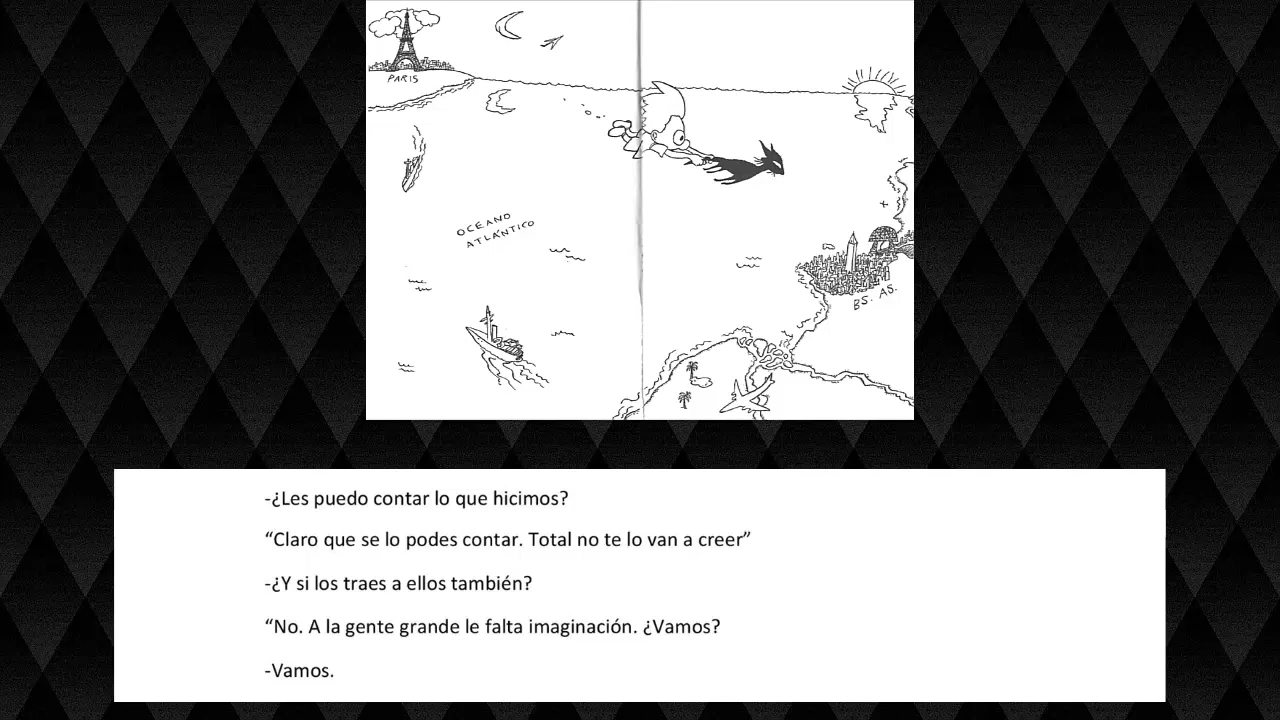 PARIS
OCEANO
ATLÁNTICO
BS. AS.
-¿Les puedo contar lo que hicimos?
“Claro que se lo podes contar. Total no te lo van a creer”
-¿Y si los traes a ellos también?
“No. A la gente grande le falta imaginación. ¿Vamos?
-Vamos.